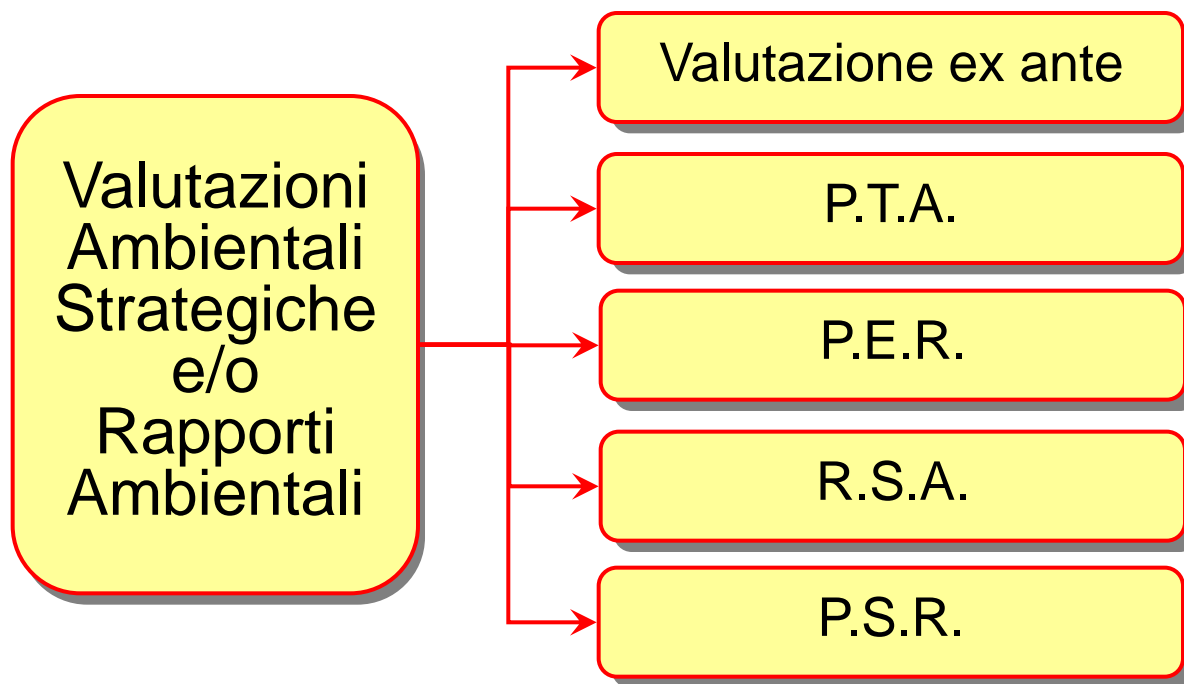 Valutazioni
Ambientali
Strategiche
e/o
Rapporti
Ambientali
Valutazione ex ante
P.T.A.
P.E.R.
R.S.A.
P.S.R.